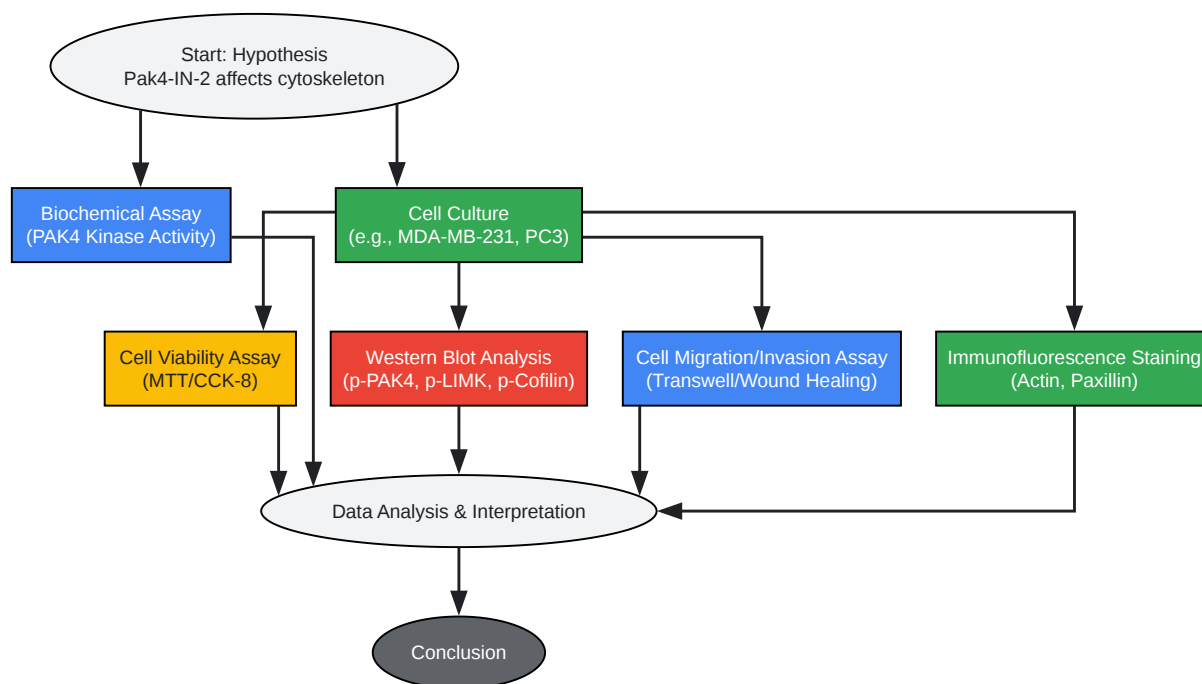 Start: Hypothesis
Pak4-IN-2 affects cytoskeleton
Biochemical Assay
(PAK4 Kinase Activity)
Cell Culture
(e.g., MDA-MB-231, PC3)
Cell Viability Assay
(MTT/CCK-8)
Western Blot Analysis
(p-PAK4, p-LIMK, p-Cofilin)
Cell Migration/Invasion Assay
(Transwell/Wound Healing)
Immunofluorescence Staining
(Actin, Paxillin)
Data Analysis & Interpretation
Conclusion